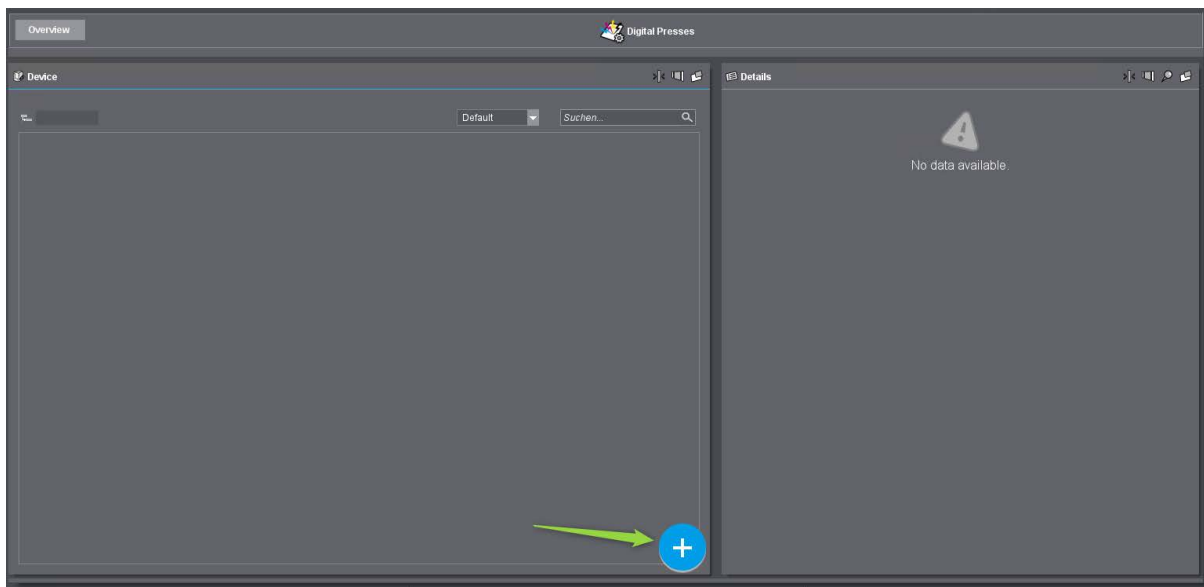 Overview
Digital Presses
Device
Details
Default
Suchen...
No data available.